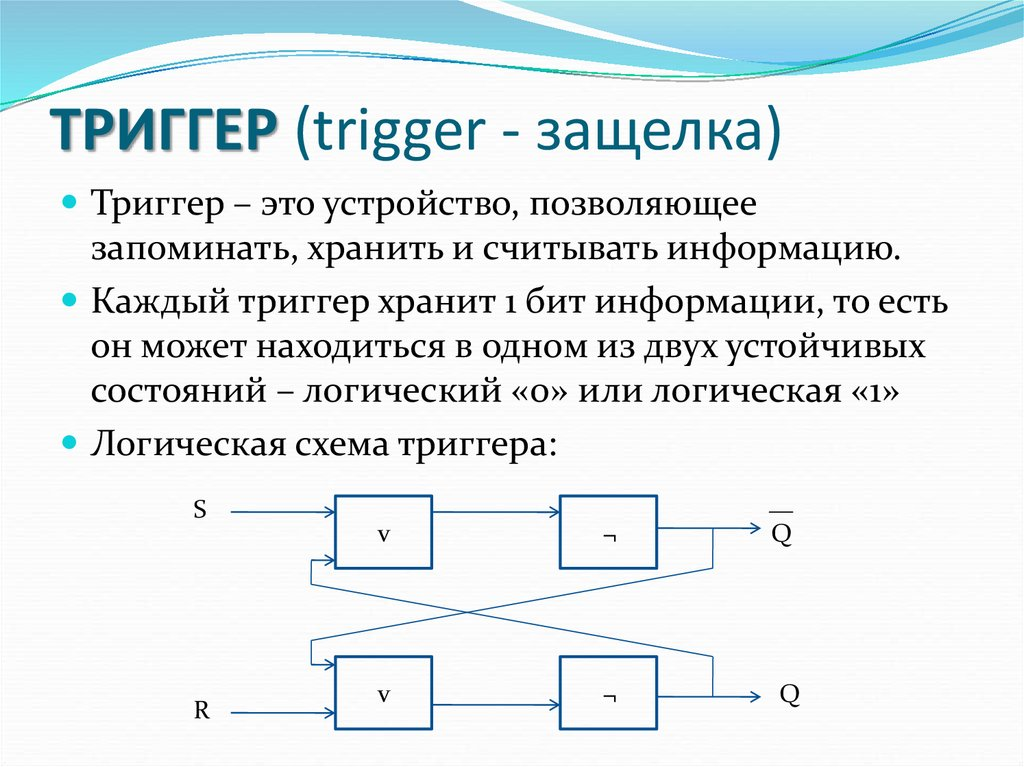 ТРИГГЕР (trigger - защелка)
Триггер – это устройство, позволяющее
запоминать, хранить и считывать информацию.
Каждый триггер хранит 1 бит информации, то есть
он может находиться в одном из двух устойчивых
состояний – логический «0» или логическая «1»
Логическая схема триггера:
S
v
¬
Q̅
R
v
¬
Q